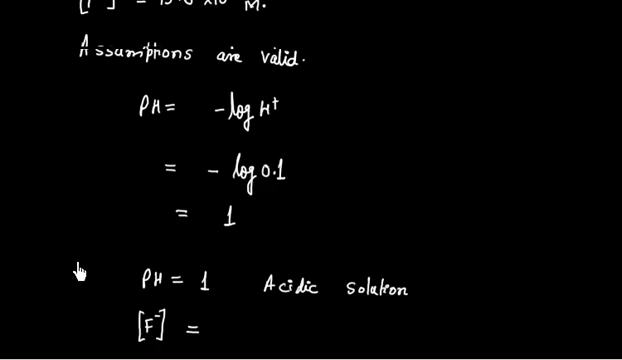 M.
Assumptions are valid.
PH = -log H⁺
= - log 0.1
= 1
PH = 1 Acidic solution
[F⁻] =